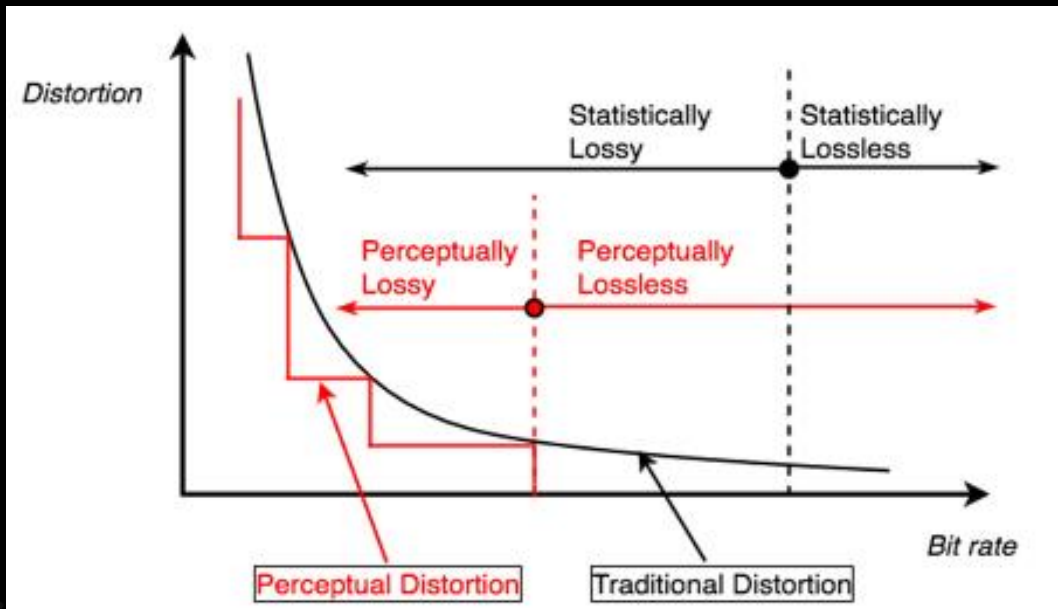 Distortion
Statistically
Lossy
Statistically
Lossless
Perceptually
Lossy
Perceptually
Lossless
Bit rate
Perceptual Distortion
Traditional Distortion